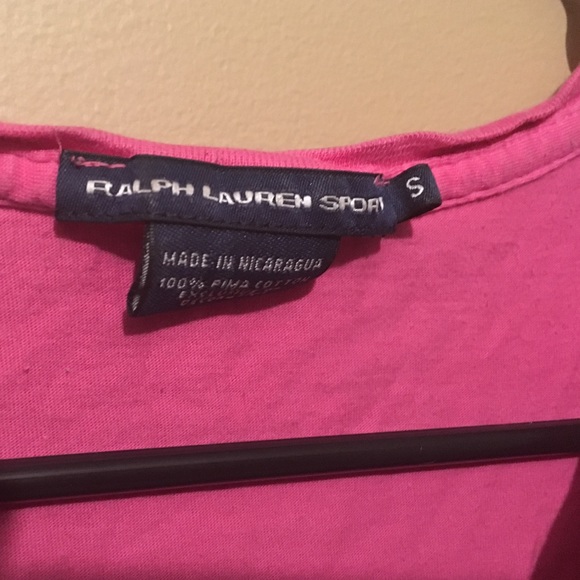 RALPH LAUREN SPORT
S
MADE IN NICARAGUA
100% PIMA COTTON